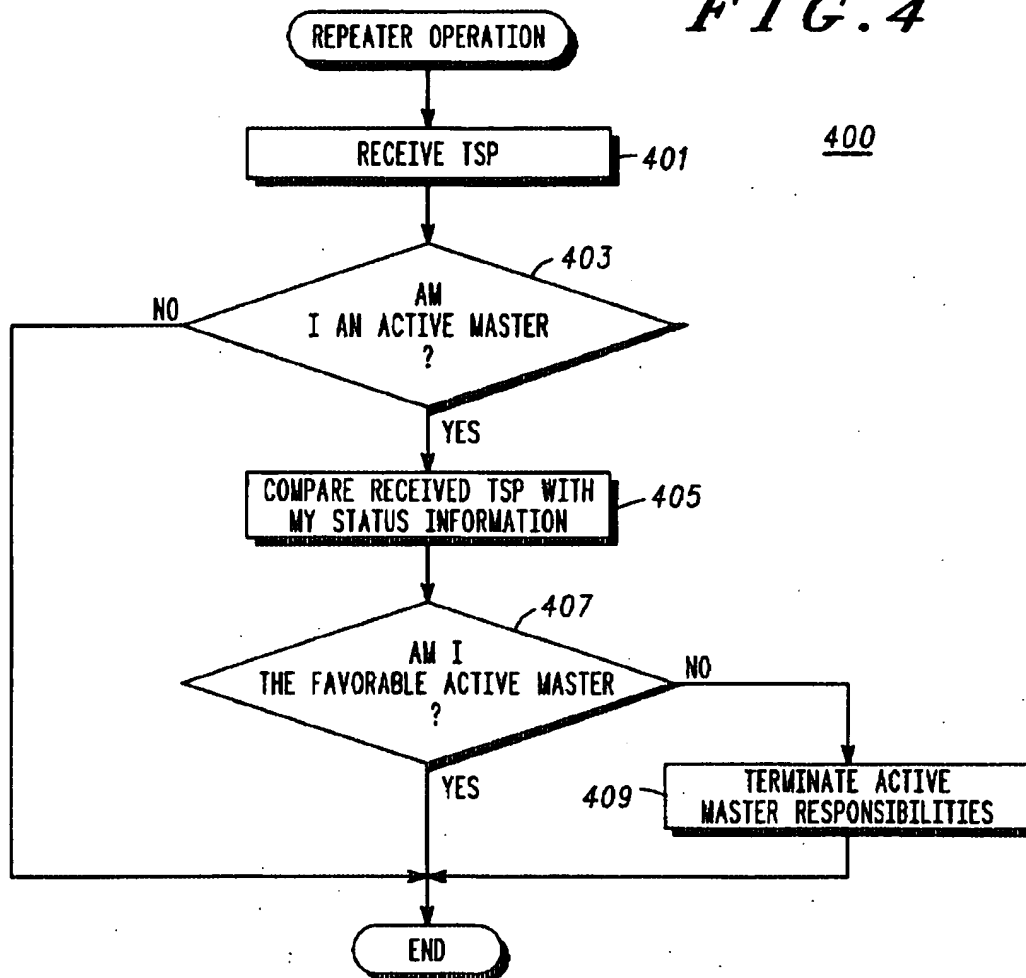 FIG.4
REPEATER OPERATION
400
RECEIVE TSP
401
403
AM
I AN ACTIVE MASTER
?
NO
YES
COMPARE RECEIVED TSP WITH
MY STATUS INFORMATION
405
407
AM I
THE FAVORABLE ACTIVE MASTER
?
NO
YES
409
TERMINATE ACTIVE
MASTER RESPONSIBILITIES
END